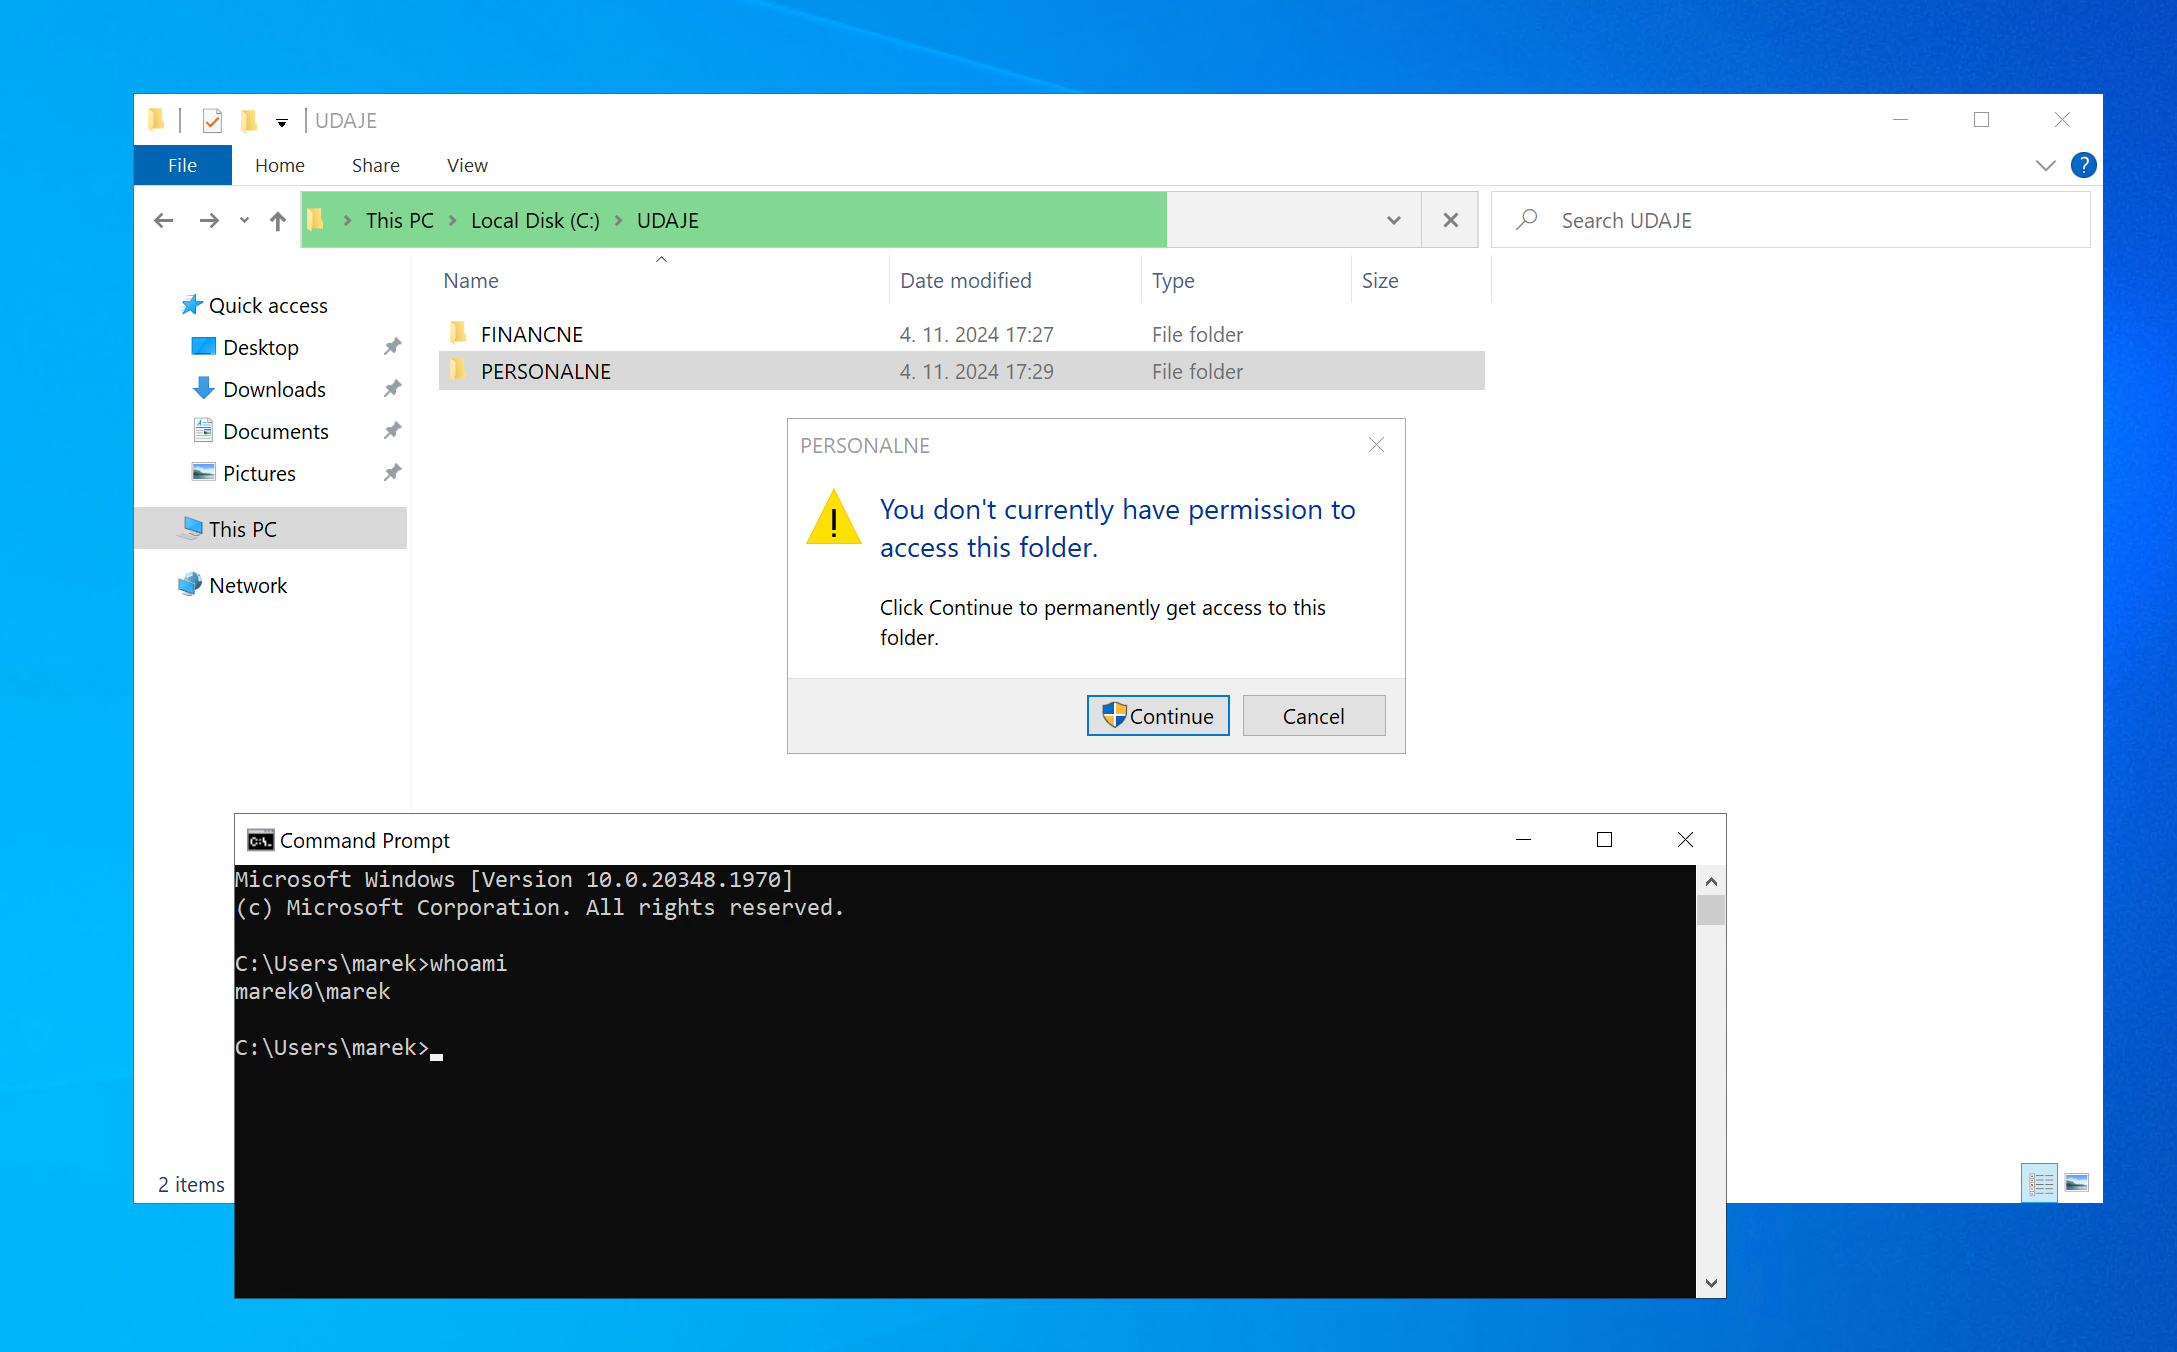 UDAJE
File Home Share View
This PC Local Disk (C:) UDAJE
Search UDAJE
Name Date modified Type Size
Quick access
Desktop
Downloads
Documents
Pictures
This PC
Network
FINANCNE 4. 11. 2024 17:27 File folder
PERSONALNE 4. 11. 2024 17:29 File folder
PERSONALNE
You don't currently have permission to
access this folder.
Click Continue to permanently get access to this
folder.
Continue Cancel
Command Prompt
Microsoft Windows [Version 10.0.20348.1970]
(c) Microsoft Corporation. All rights reserved.
C:\Users\marek>whoami
marek0\marek
C:\Users\marek>
2 items